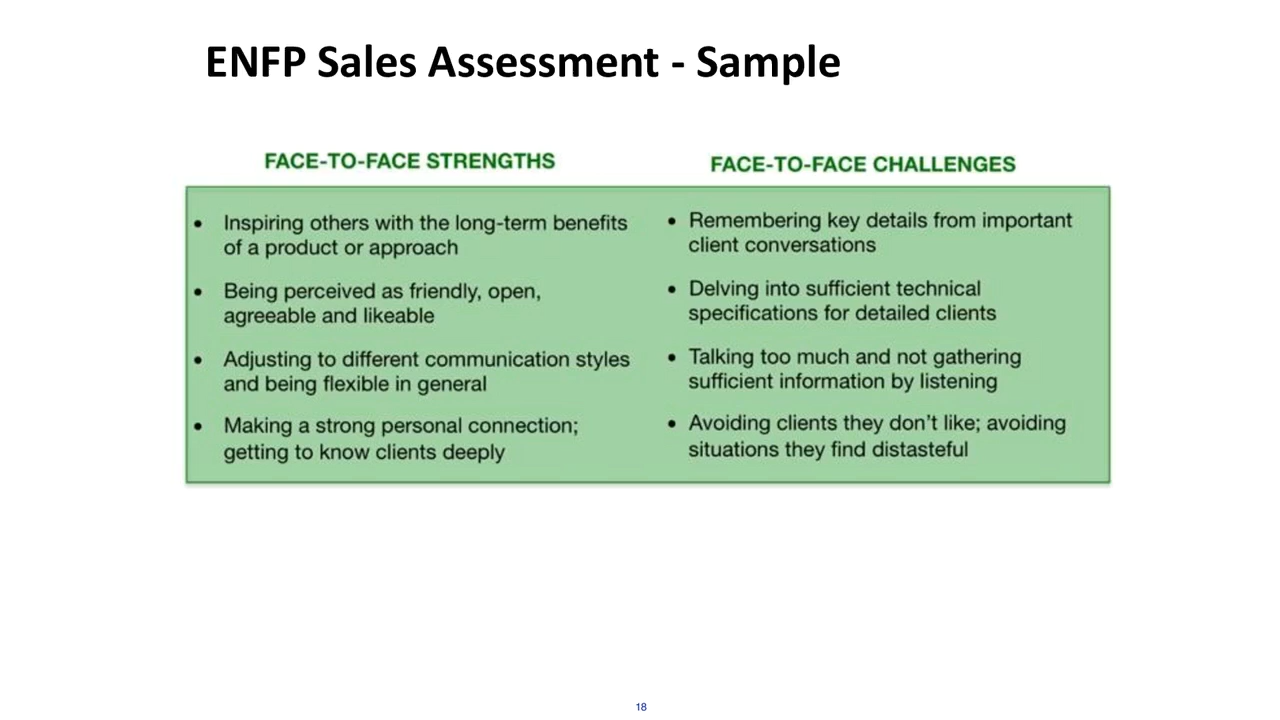 ENFP Sales Assessment - Sample
FACE-TO-FACE STRENGTHS
• Inspiring others with the long-term benefits
of a product or approach
• Being perceived as friendly, open,
agreeable and likeable
• Adjusting to different communication styles
and being flexible in general
• Making a strong personal connection;
getting to know clients deeply
FACE-TO-FACE CHALLENGES
• Remembering key details from important
client conversations
• Delving into sufficient technical
specifications for detailed clients
• Talking too much and not gathering
sufficient information by listening
• Avoiding clients they don't like; avoiding
situations they find distasteful
18